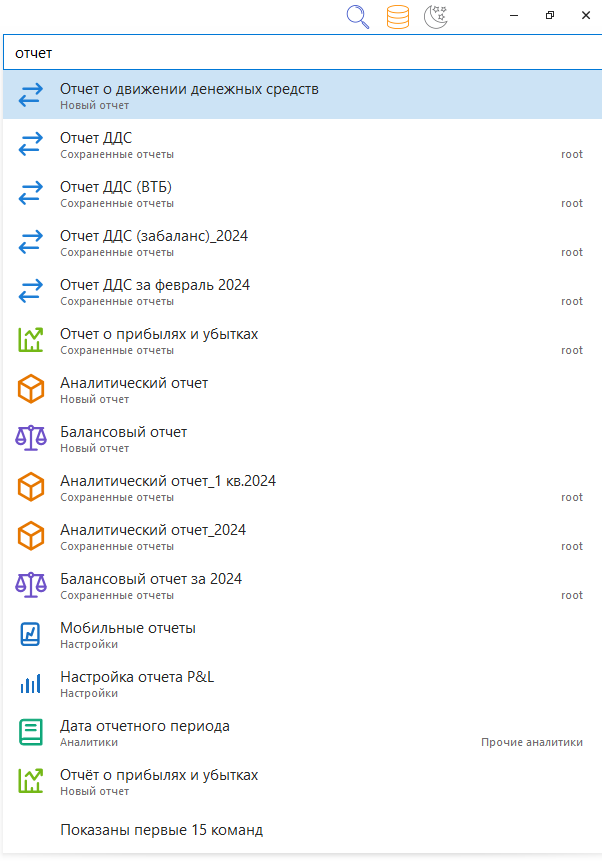 отчет
Отчет о движении денежных средств
Новый отчет
Отчет ДДС
Сохраненные отчеты root
Отчет ДДС (ВТБ)
Сохраненные отчеты root
Отчет ДДС (забаланс)_2024
Сохраненные отчеты root
Отчет ДДС за февраль 2024
Сохраненные отчеты root
Отчет о прибылях и убытках
Сохраненные отчеты root
Аналитический отчет
Новый отчет
Балансовый отчет
Новый отчет
Аналитический отчет_1 кв.2024
Сохраненные отчеты root
Аналитический отчет_2024
Сохраненные отчеты root
Балансовый отчет за 2024
Сохраненные отчеты root
Мобильные отчеты
Настройки
Настройка отчета P&L
Настройки
Дата отчетного периода
Аналитики Прочие аналитики
Отчёт о прибылях и убытках
Новый отчет
Показаны первые 15 команд